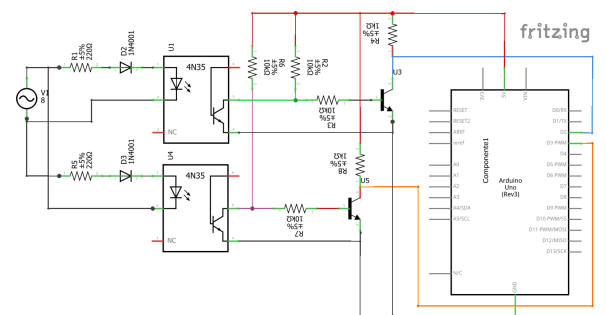 fritzing
R1
±5%
220Ω
D2
1N4001
U1
4N35
NC
V1
8
R6
±5%
10kΩ
R2
±5%
10kΩ
R4
±5%
1kΩ
U3
R3
±5%
10kΩ
R5
±5%
220Ω
D3
1N4001
U4
4N35
NC
R8
±5%
1kΩ
U5
R7
±5%
10kΩ
3V3
5V
VIN
RESET
RESET2
AREF
ioref
A0
A1
A2
A3
A4/SDA
A5/SCL
N/C
Componente1
Arduino
Uno
(Rev3)
D0/RX
D1/TX
D2
D3 PWM
D4
D5 PWM
D6 PWM
D7
D8
D9 PWM
D10 PWM/SS
D11 PWM/MOSI
D12/MISO
D13/SCK
GND